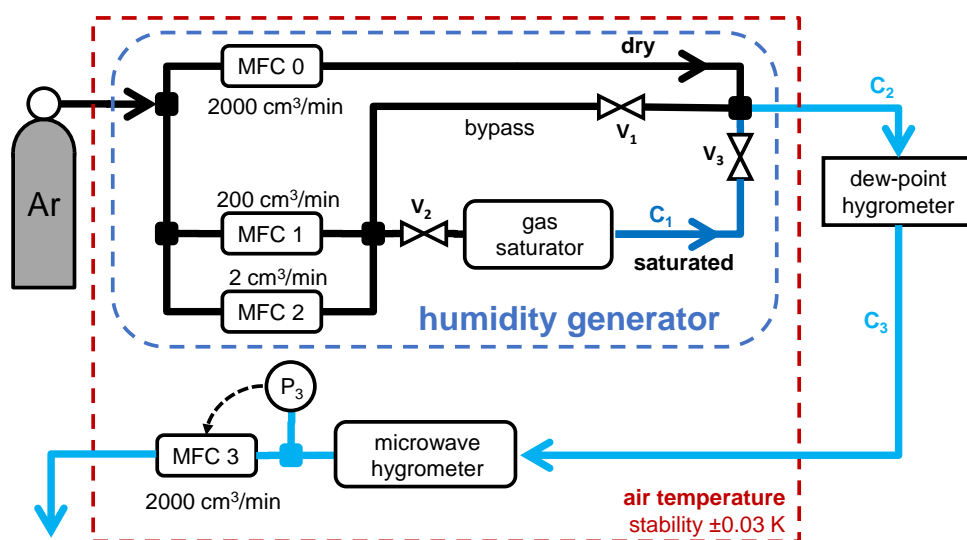 MFC 0
2000 cm³/min
dry
C₂
bypass
V₁
V₃
Ar
200 cm³/min
MFC 1
V₂
gas
saturator
C₁
saturated
dew-point
hygrometer
2 cm³/min
MFC 2
humidity generator
C₃
P₃
MFC 3
2000 cm³/min
microwave
hygrometer
air temperature
stability ±0.03 K